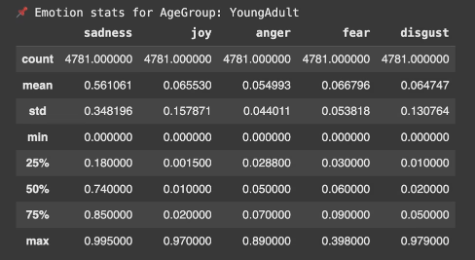 📌 Emotion stats for AgeGroup: YoungAdult
sadness joy anger fear disgust
count 4781.000000 4781.000000 4781.000000 4781.000000 4781.000000
mean 0.561061 0.065530 0.054993 0.066796 0.064747
std 0.348196 0.157871 0.044011 0.053818 0.130764
min 0.000000 0.000000 0.000000 0.000000 0.000000
25% 0.180000 0.001500 0.028800 0.030000 0.010000
50% 0.740000 0.010000 0.050000 0.060000 0.020000
75% 0.850000 0.020000 0.070000 0.090000 0.050000
max 0.995000 0.970000 0.890000 0.398000 0.979000